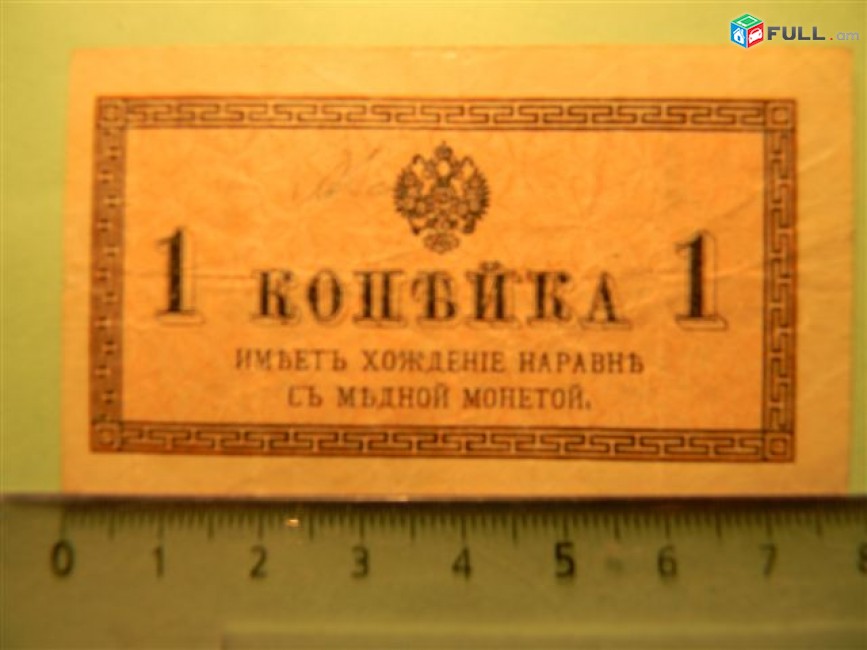 FULL.am
1 КОПѢЙКА 1
ИМѢЕТЪ ХОЖДЕНІЕ НАРАВНѢ
СЪ МѢДНОЙ МОНЕТОЙ.
0 1 2 3 4 5 6 7 8